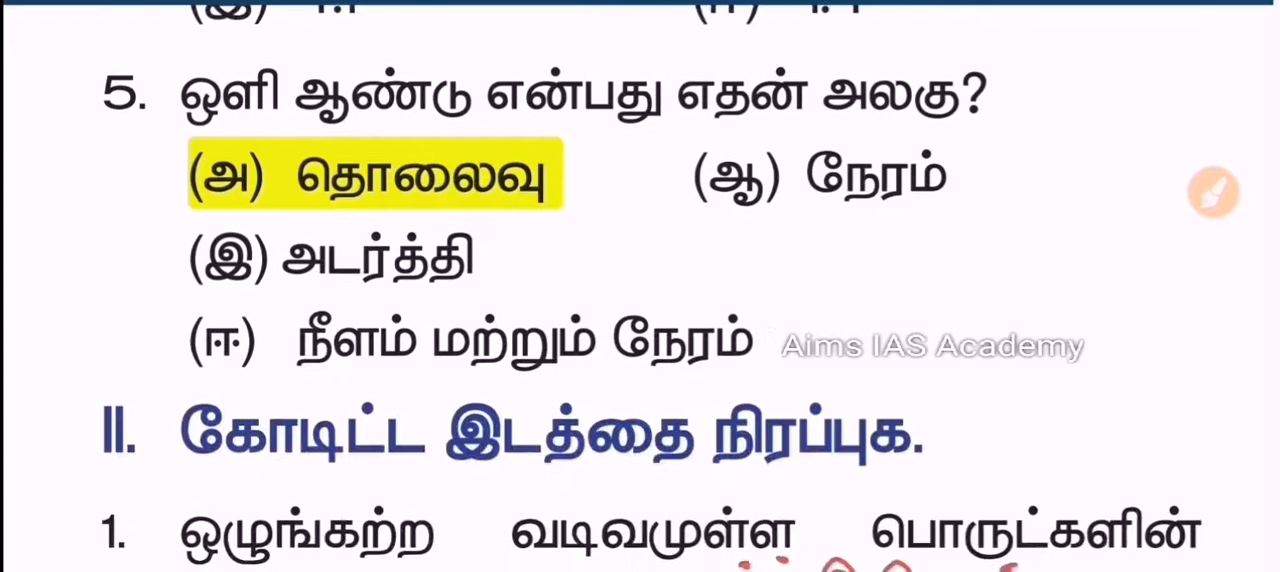 5. ஒளி ஆண்டு என்பது எதன் அலகு?
(அ) தொலைவு (ஆ) நேரம்
(இ) அடர்த்தி
(ஈ) நீளம் மற்றும் நேரம் Aims IAS Academy
II. கோடிட்ட இடத்தை நிரப்புக.
1. ஒழுங்கற்ற வடிவமுள்ள பொருட்களின்